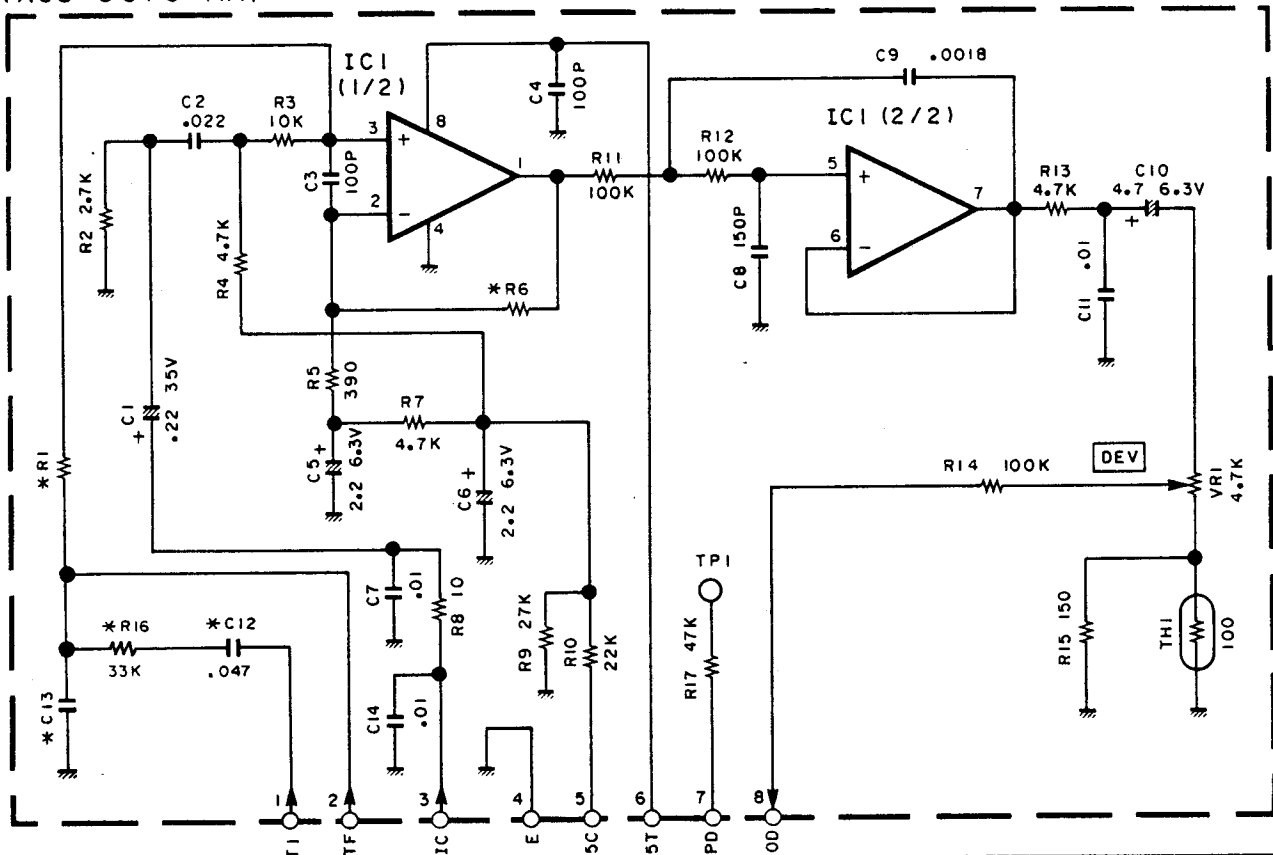 IC1
(1/2)
C4
100P
C9 .0018
IC1 (2/2)
C2
.022
R3
10K
3
+
8
C3
100P
2
−
4
1
R11
100K
R12
100K
5
+
6
−
7
R13
4.7K
C10
4.7 6.3V
+
R2 2.7K
R4 4.7K
C8 150P
C11 .01
*R6
C1
.22 35V
+
R5
390
R7
4.7K
C5 +
2.2 6.3V
C6 +
2.2 6.3V
*R1
R14 100K
DEV
VR1
4.7K
C7 .01
R8 10
TP1
R9 27K
R10
22K
R17 47K
R15 150
TH1
100
*R16
33K
*C12
.047
*C13
C14 .01
1
2
3
4
5
6
7
8
T1
TF
IC
E
5C
5T
PD
OD